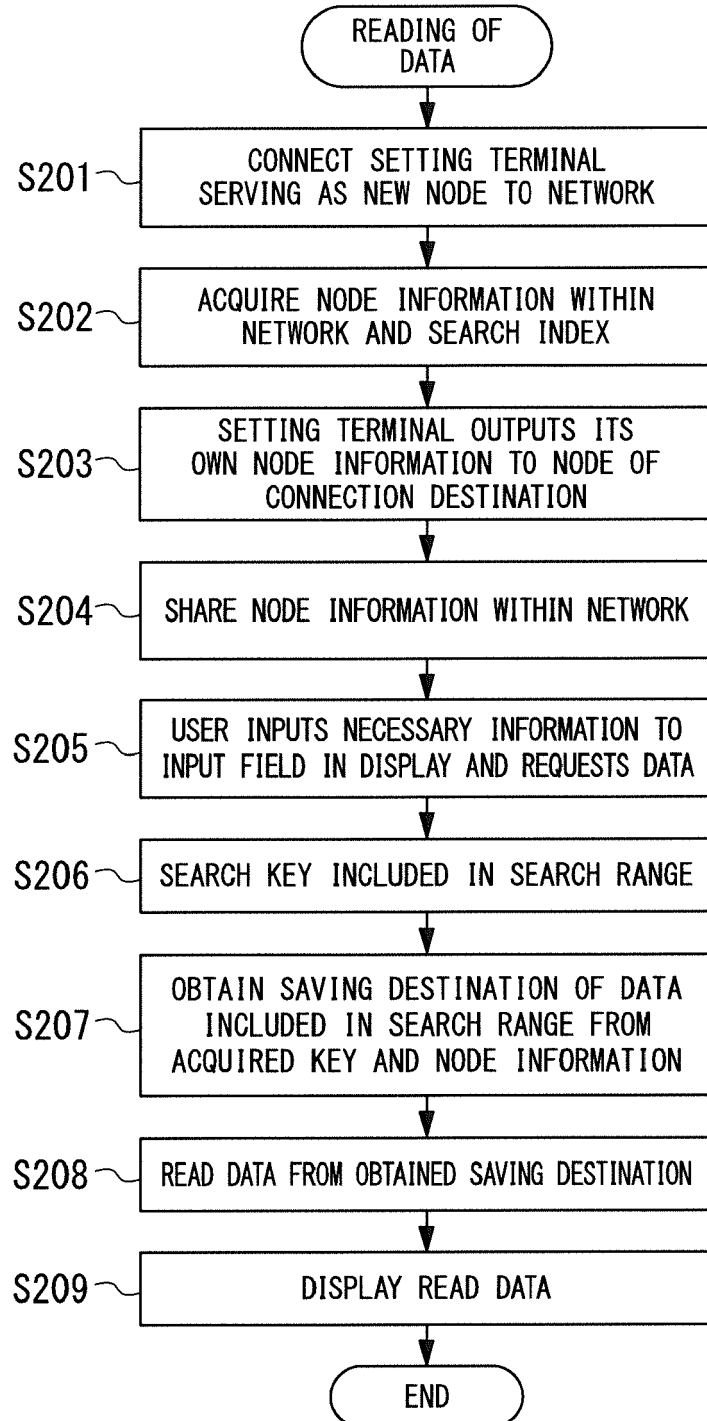 READING OF
DATA
S201
CONNECT SETTING TERMINAL
SERVING AS NEW NODE TO NETWORK
S202
ACQUIRE NODE INFORMATION WITHIN
NETWORK AND SEARCH INDEX
S203
SETTING TERMINAL OUTPUTS ITS
OWN NODE INFORMATION TO NODE OF
CONNECTION DESTINATION
S204
SHARE NODE INFORMATION WITHIN NETWORK
S205
USER INPUTS NECESSARY INFORMATION TO
INPUT FIELD IN DISPLAY AND REQUESTS DATA
S206
SEARCH KEY INCLUDED IN SEARCH RANGE
S207
OBTAIN SAVING DESTINATION OF DATA
INCLUDED IN SEARCH RANGE FROM
ACQUIRED KEY AND NODE INFORMATION
S208
READ DATA FROM OBTAINED SAVING DESTINATION
S209
DISPLAY READ DATA
END